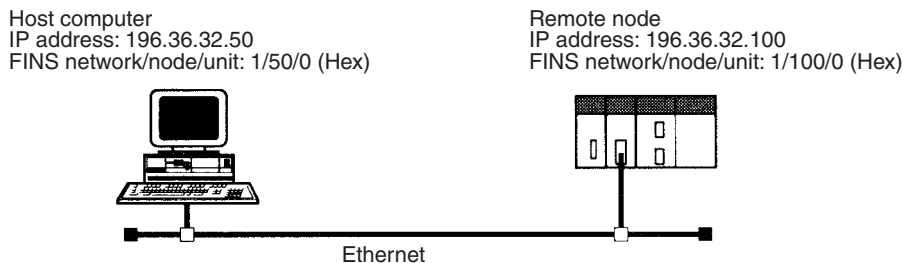 Host computer
IP address: 196.36.32.50
FINS network/node/unit: 1/50/0 (Hex)
Remote node
IP address: 196.36.32.100
FINS network/node/unit: 1/100/0 (Hex)
Ethernet